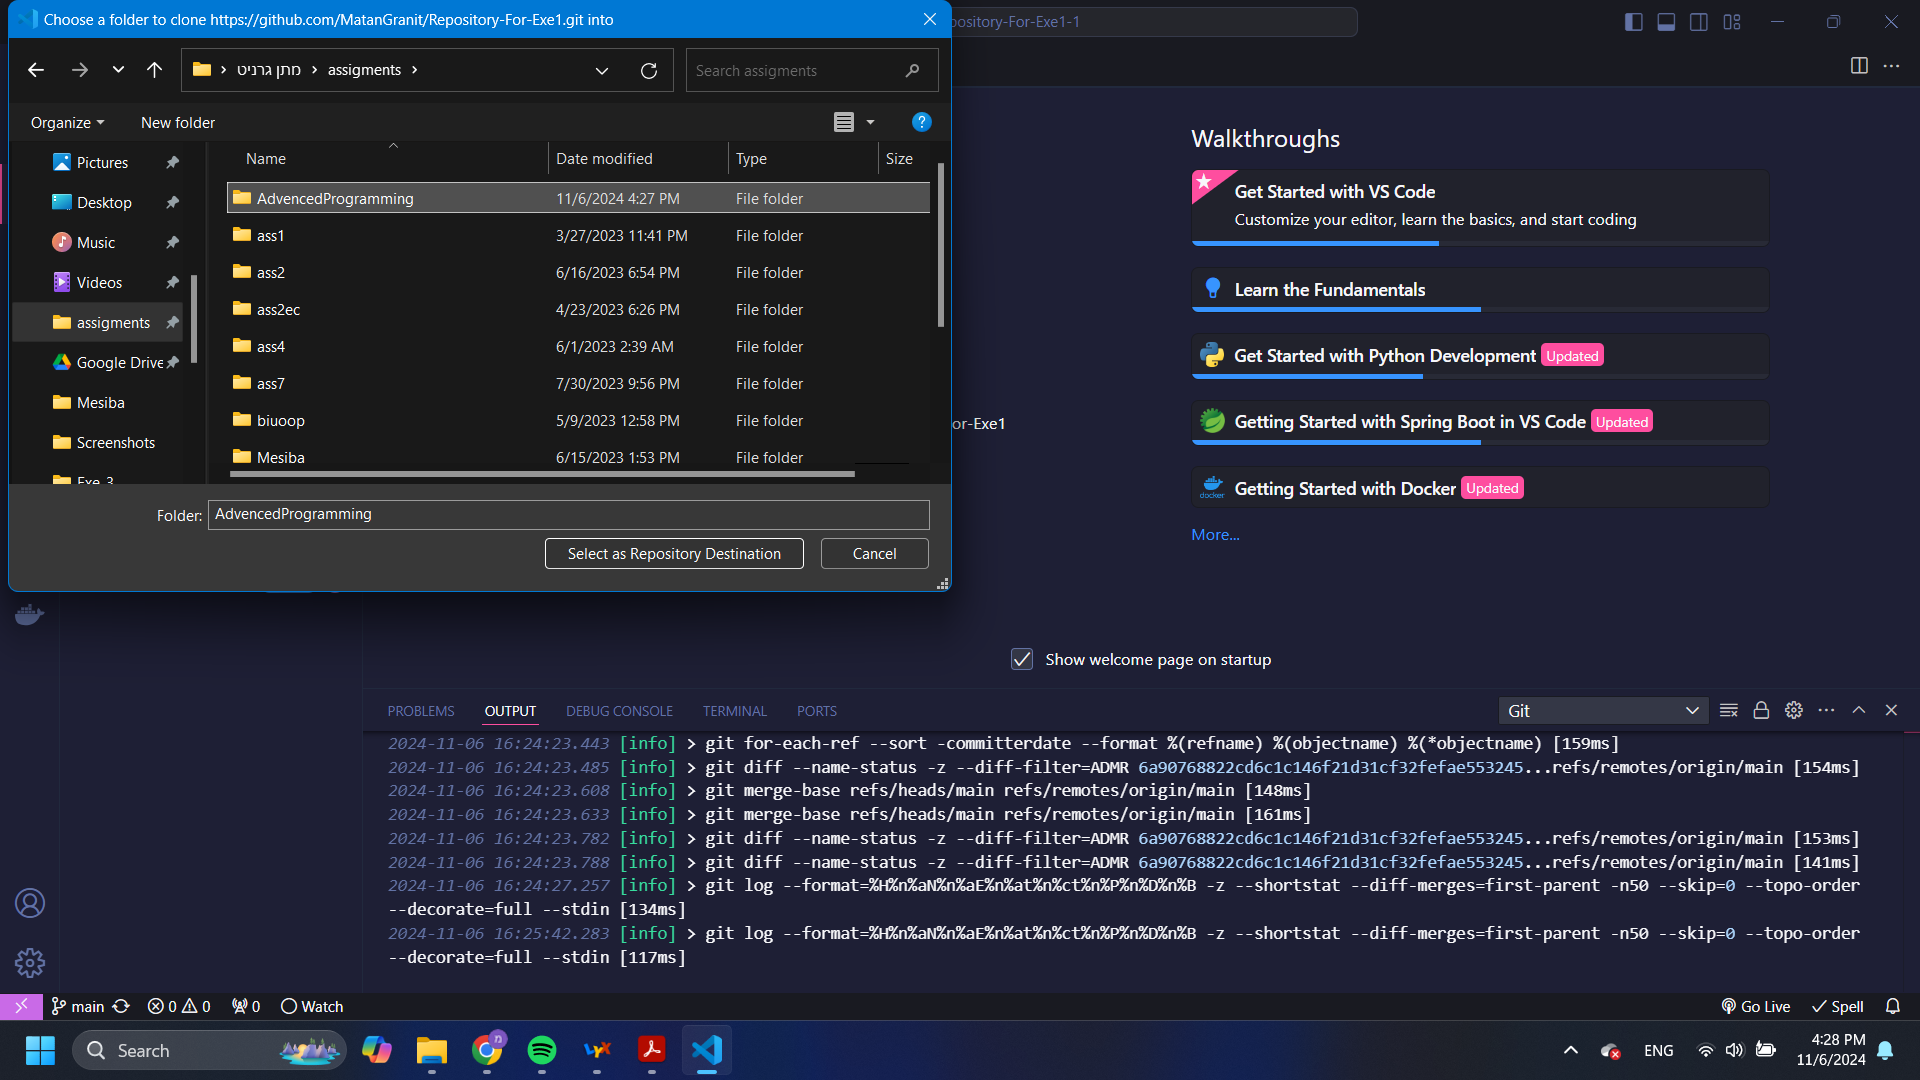 Choose a folder to clone https://github.com/MatanGranit/Repository-For-Exe1.git into
pository-For-Exe1-1
מתן גרניט
assigments
Search assigments
Organize
New folder
Name
Date modified
Type
Size
Pictures
Desktop
Music
Videos
assigments
Google Drive
Mesiba
Screenshots
Exe 3
AdvencedProgramming 11/6/2024 4:27 PM File folder
ass1 3/27/2023 11:41 PM File folder
ass2 6/16/2023 6:54 PM File folder
ass2ec 4/23/2023 6:26 PM File folder
ass4 6/1/2023 2:39 AM File folder
ass7 7/30/2023 9:56 PM File folder
biuoop 5/9/2023 12:58 PM File folder
Mesiba 6/15/2023 1:53 PM File folder
Folder: AdvencedProgramming
Select as Repository Destination
Cancel
or-Exe1
Walkthroughs
Get Started with VS Code
Customize your editor, learn the basics, and start coding
Learn the Fundamentals
Get Started with Python Development Updated
Getting Started with Spring Boot in VS Code Updated
docker
Getting Started with Docker Updated
More...
Show welcome page on startup
PROBLEMS OUTPUT DEBUG CONSOLE TERMINAL PORTS
Git
2024-11-06 16:24:23.443 [info] > git for-each-ref --sort -committerdate --format %(refname) %(objectname) %(*objectname) [159ms]
2024-11-06 16:24:23.485 [info] > git diff --name-status -z --diff-filter=ADMR 6a90768822cd6c1c146f21d31cf32fefae553245...refs/remotes/origin/main [154ms]
2024-11-06 16:24:23.608 [info] > git merge-base refs/heads/main refs/remotes/origin/main [148ms]
2024-11-06 16:24:23.633 [info] > git merge-base refs/heads/main refs/remotes/origin/main [161ms]
2024-11-06 16:24:23.782 [info] > git diff --name-status -z --diff-filter=ADMR 6a90768822cd6c1c146f21d31cf32fefae553245...refs/remotes/origin/main [153ms]
2024-11-06 16:24:23.788 [info] > git diff --name-status -z --diff-filter=ADMR 6a90768822cd6c1c146f21d31cf32fefae553245...refs/remotes/origin/main [141ms]
2024-11-06 16:24:27.257 [info] > git log --format=%H%n%aN%n%aE%n%at%n%ct%n%P%n%D%n%B -z --shortstat --diff-merges=first-parent -n50 --skip=0 --topo-order
--decorate=full --stdin [134ms]
2024-11-06 16:25:42.283 [info] > git log --format=%H%n%aN%n%aE%n%at%n%ct%n%P%n%D%n%B -z --shortstat --diff-merges=first-parent -n50 --skip=0 --topo-order
--decorate=full --stdin [117ms]
main 0 0 0 Watch
Go Live Spell
Search
n
ENG
4:28 PM
11/6/2024